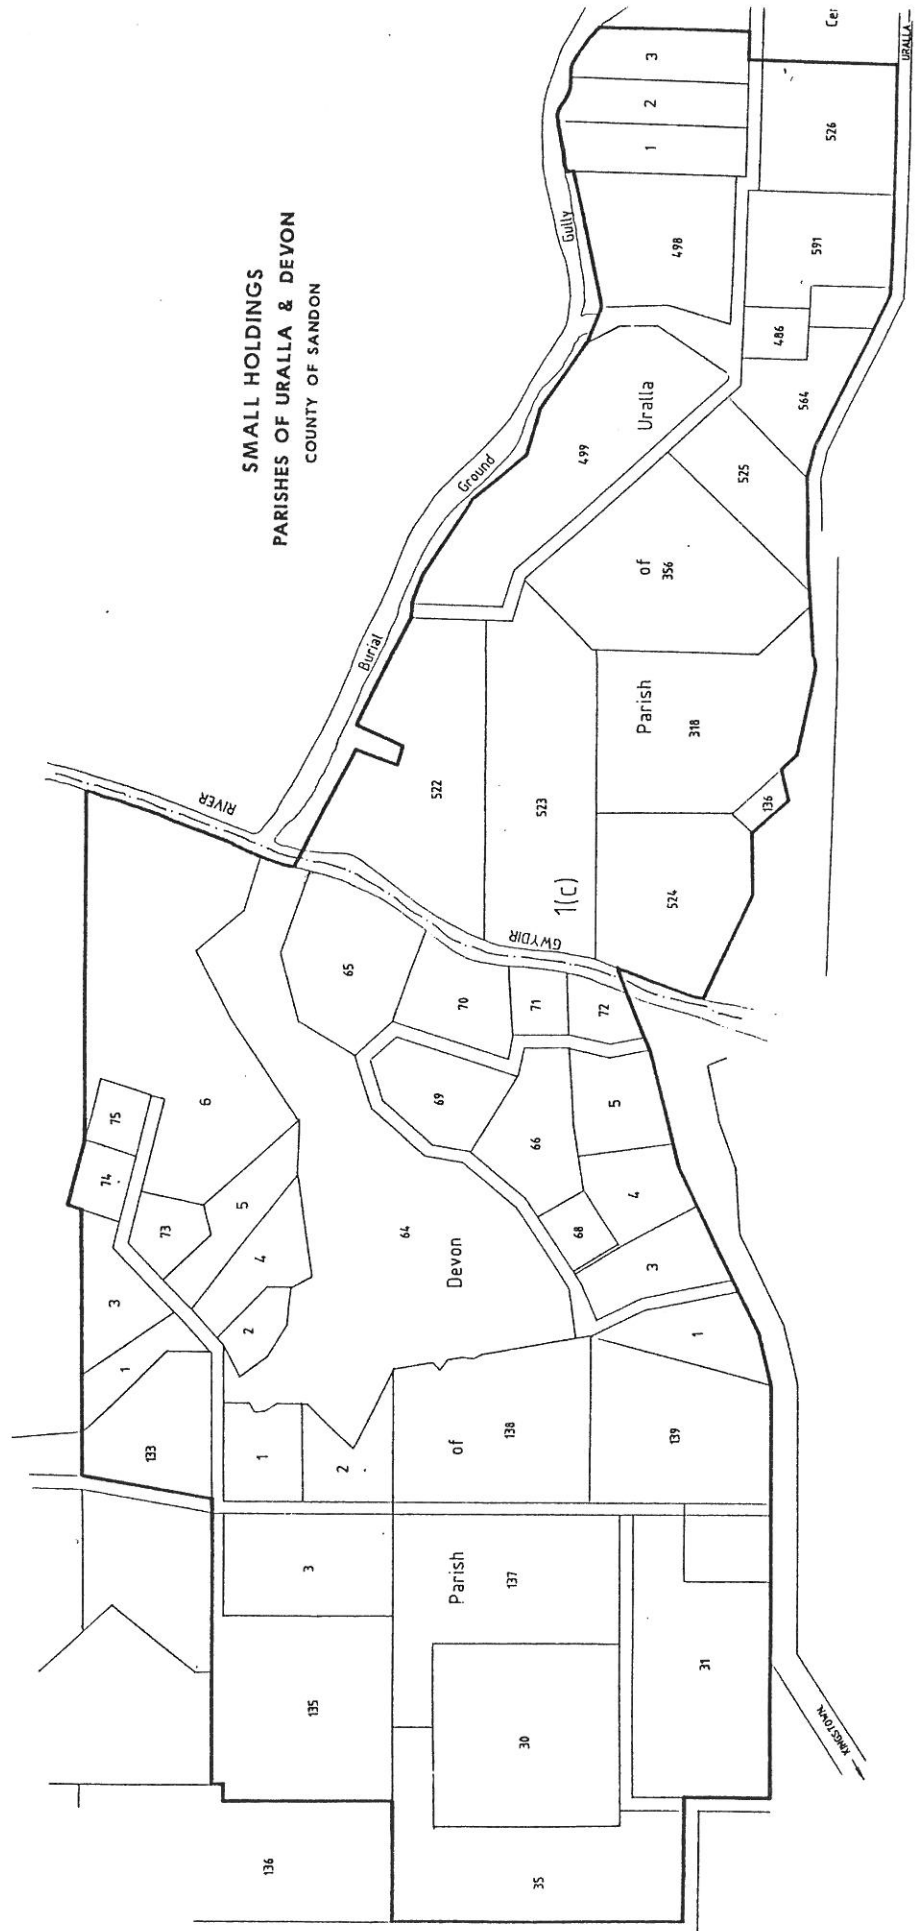 SMALL HOLDINGS
PARISHES OF URALLA & DEVON
COUNTY OF SANDON
136
35
135
30
31
3
Parish
137
133
1
2
of
138
139
1
3
2
4
5
73
74
75
6
64
Devon
1
3
68
4
66
5
69
65
70
71
72
RIVER
GWYDIR
1(c)
522
523
524
136
Burial
Ground
Gully
Parish
318
of
356
499
Uralla
525
564
486
498
591
1
2
3
526
Cer
URALLA
KINGSTOWN